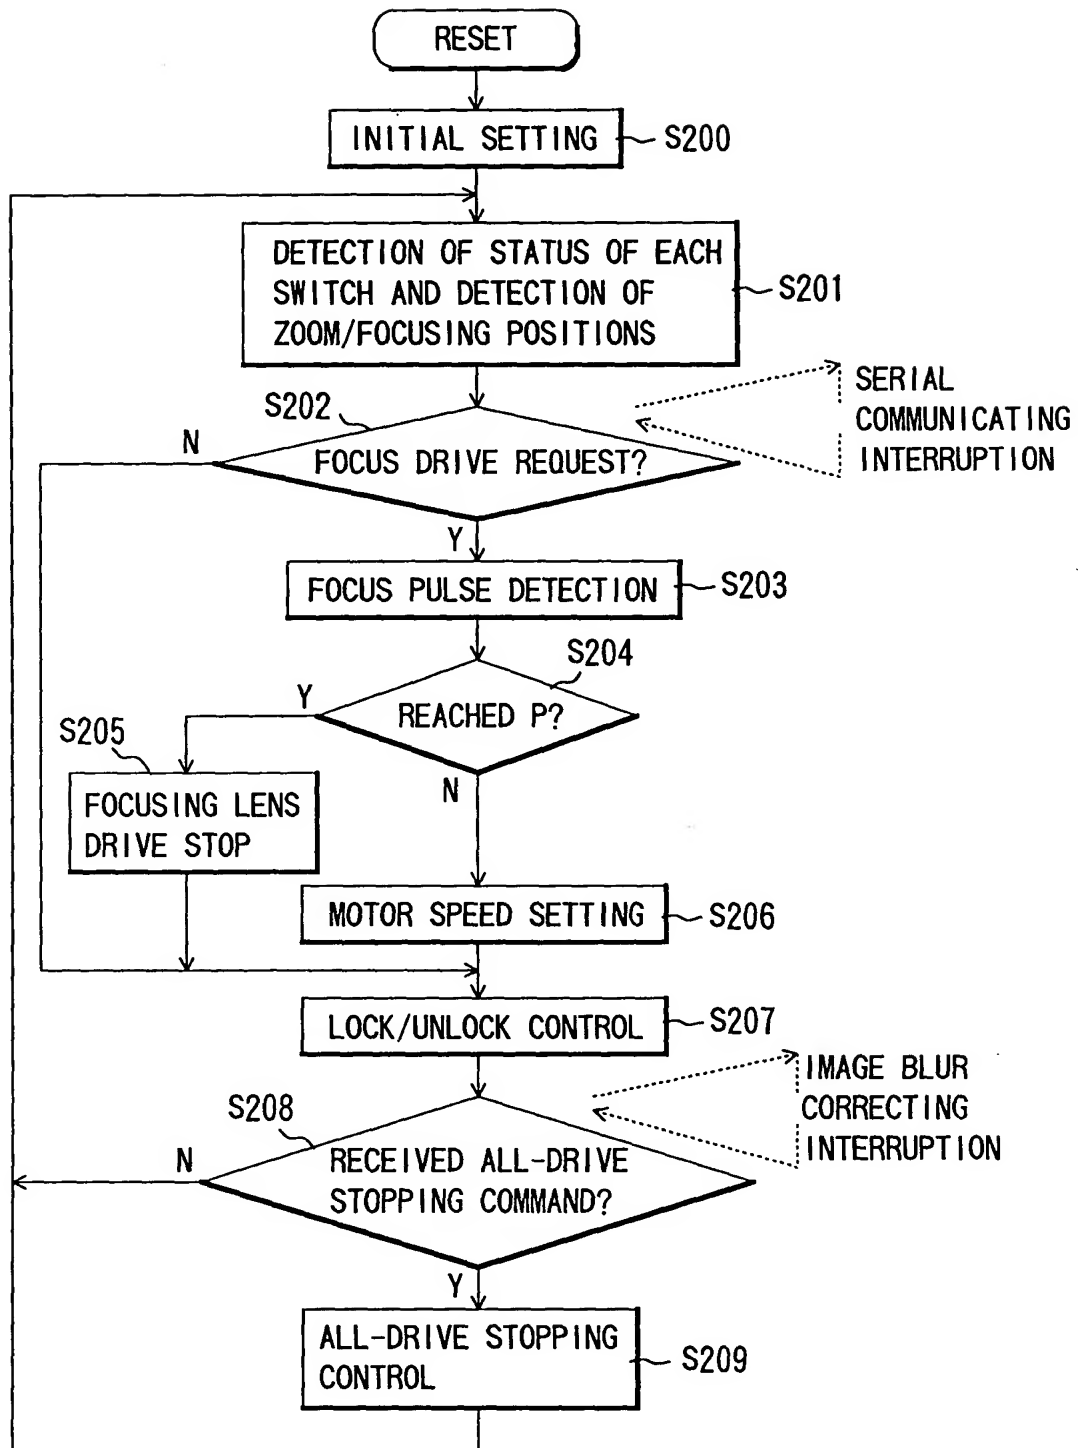 RESET
INITIAL SETTING
S200
DETECTION OF STATUS OF EACH
SWITCH AND DETECTION OF
ZOOM/FOCUSING POSITIONS
S201
SERIAL
COMMUNICATING
INTERRUPTION
S202
N
FOCUS DRIVE REQUEST?
Y
FOCUS PULSE DETECTION
S203
S204
Y
REACHED P?
N
S205
FOCUSING LENS
DRIVE STOP
MOTOR SPEED SETTING
S206
LOCK/UNLOCK CONTROL
S207
IMAGE BLUR
CORRECTING
INTERRUPTION
S208
N
RECEIVED ALL-DRIVE
STOPPING COMMAND?
Y
ALL-DRIVE STOPPING
CONTROL
S209